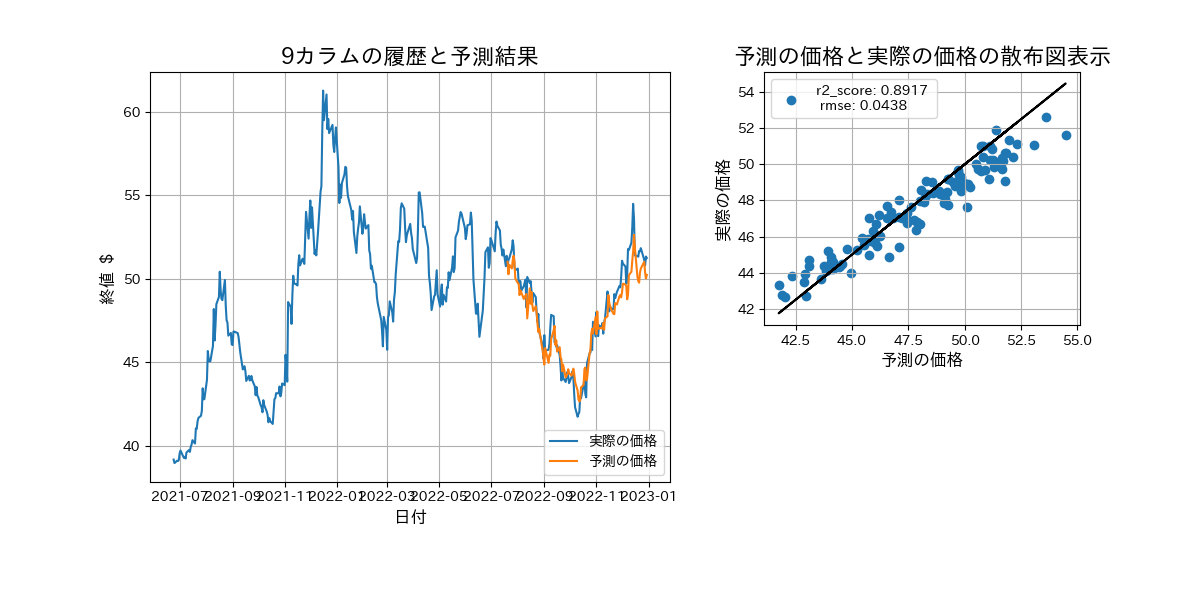 9カラムの履歴と予測結果
60
55
50
45
40
終値 $
実際の価格
予測の価格
2021-07 2021-09 2021-11 2022-01 2022-03 2022-05 2022-07 2022-09 2022-11 2023-01
日付
予測の価格と実際の価格の散布図表示
r2_score: 0.8917
rmse: 0.0438
54
52
50
48
46
44
42
実際の価格
42.5 45.0 47.5 50.0 52.5 55.0
予測の価格